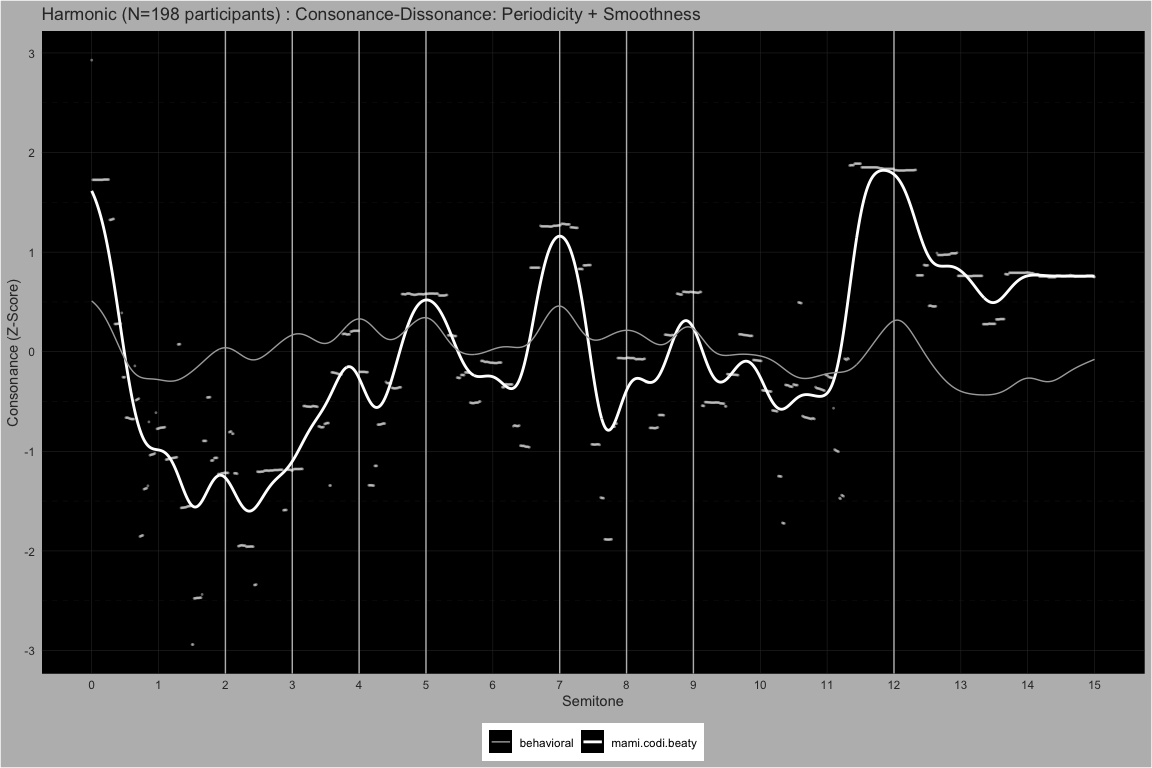 Harmonic (N=198 participants) : Consonance-Dissonance: Periodicity + Smoothness
Consonance (Z-Score)
3
2
1
0
-1
-2
-3
0 1 2 3 4 5 6 7 8 9 10 11 12 13 14 15
Semitone
behavioral mami.codi.beaty